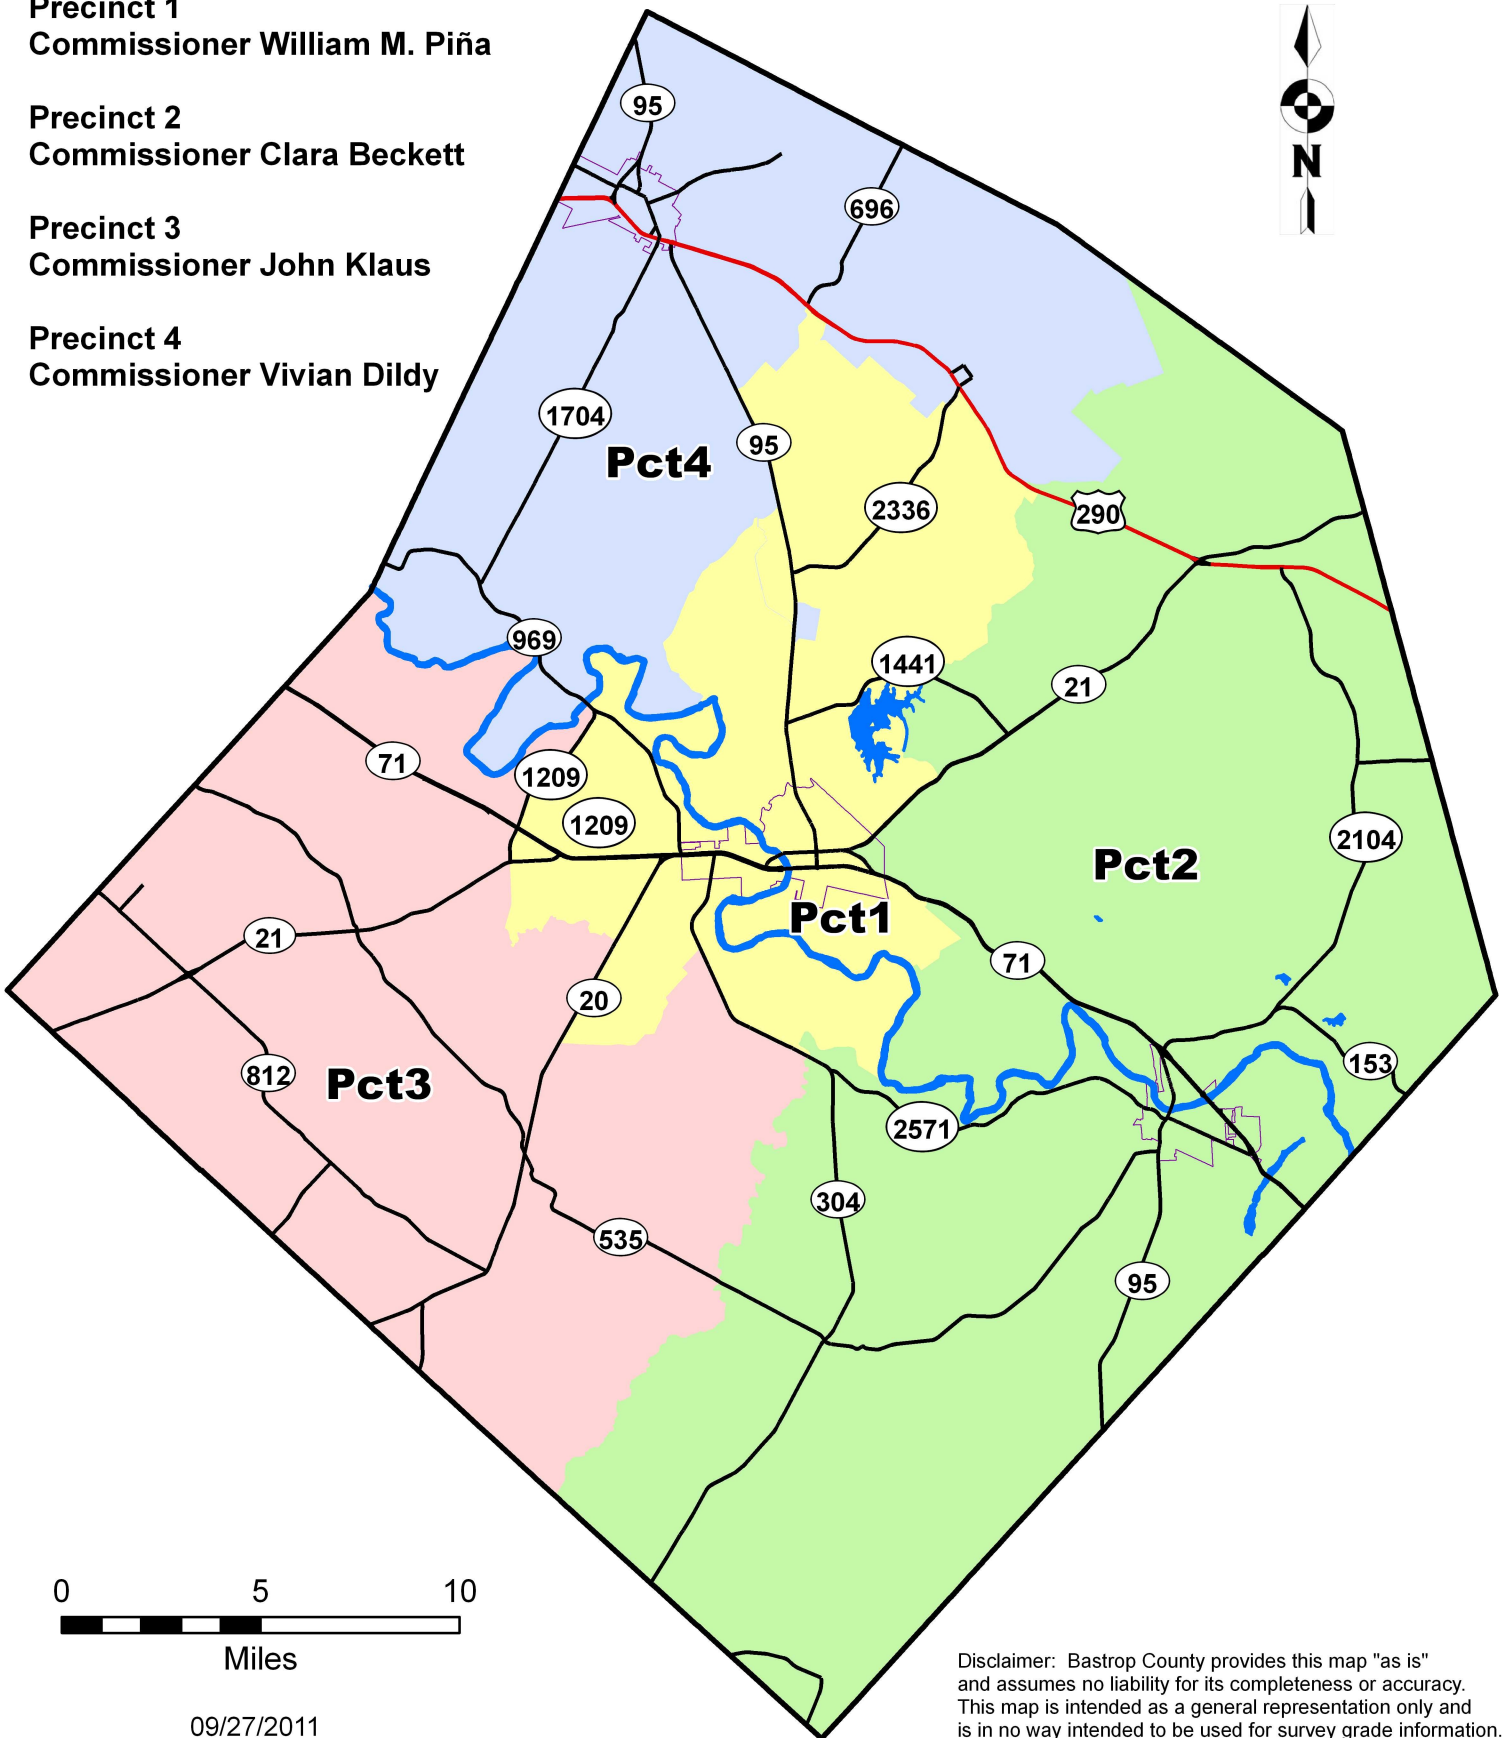 Precinct 1
Commissioner William M. Piña
Precinct 2
Commissioner Clara Beckett
Precinct 3
Commissioner John Klaus
Precinct 4
Commissioner Vivian Dildy
N
95
696
1704
Pct4
95
2336
290
969
1441
21
71
1209
1209
2104
Pct2
Pct1
21
71
20
812
Pct3
153
2571
304
535
95
0 5 10
Miles
09/27/2011
Disclaimer: Bastrop County provides this map "as is"
and assumes no liability for its completeness or accuracy.
This map is intended as a general representation only and
is in no way intended to be used for survey grade information.